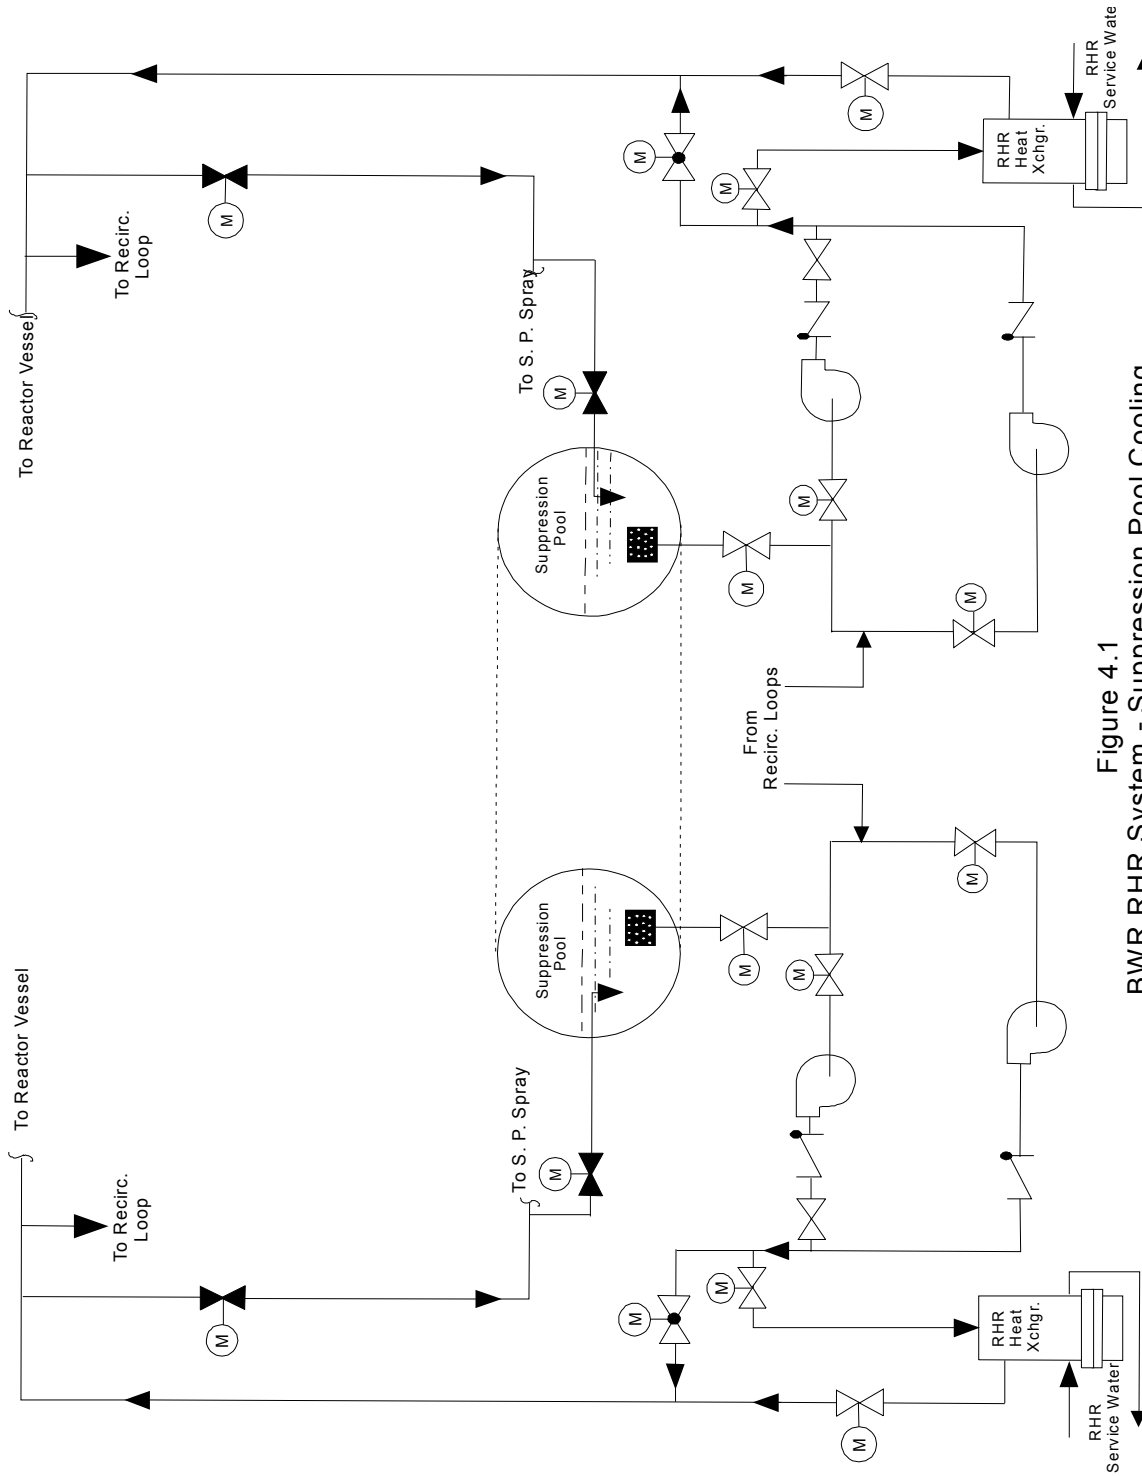 To Reactor Vessel
To Reactor Vessel
To Recirc.
Loop
To Recirc.
Loop
M
M
To S. P. Spray
To S. P. Spray
M
M
Suppression
Pool
Suppression
Pool
M
M
M
M
M
M
M
M
From
Recirc. Loops
M
M
M
M
RHR
Heat
Xchgr.
RHR
Heat
Xchgr.
RHR
Service Water
RHR
Service Wate
Figure 4.1
BWR RHR System - Suppression Pool Cooling